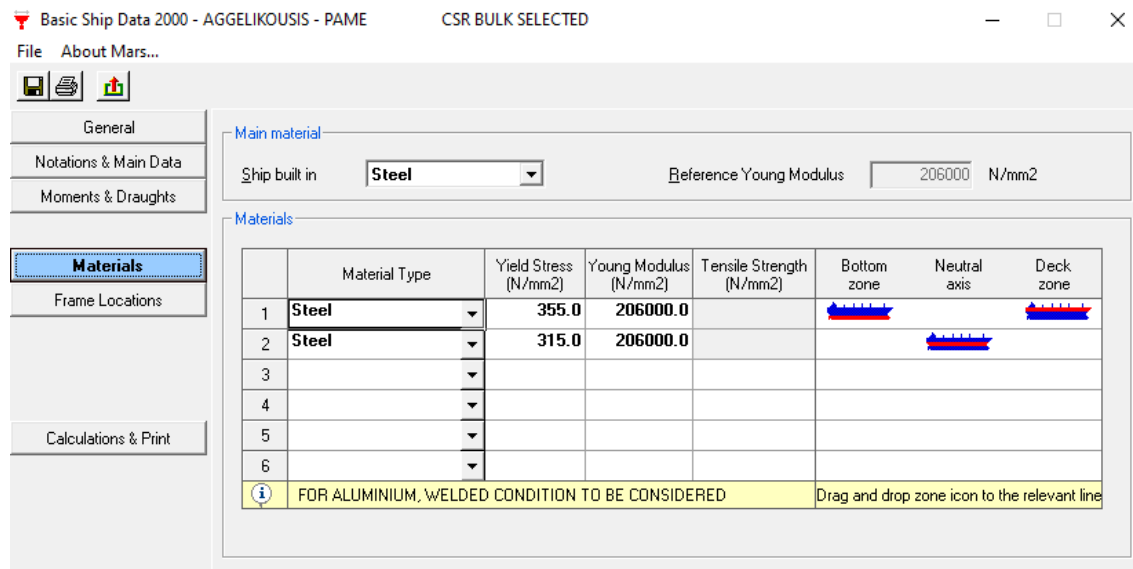 Basic Ship Data 2000 - AGGELIKOUSIS - PAME CSR BULK SELECTED
File About Mars...
General
Notations & Main Data
Moments & Draughts
Materials
Frame Locations
Calculations & Print
Main material
Ship built in Steel Reference Young Modulus 206000 N/mm2
Materials
Material Type Yield Stress (N/mm2) Young Modulus (N/mm2) Tensile Strength (N/mm2) Bottom zone Neutral axis Deck zone
1 Steel 355.0 206000.0
2 Steel 315.0 206000.0
3
4
5
6
FOR ALUMINIUM, WELDED CONDITION TO BE CONSIDERED Drag and drop zone icon to the relevant line